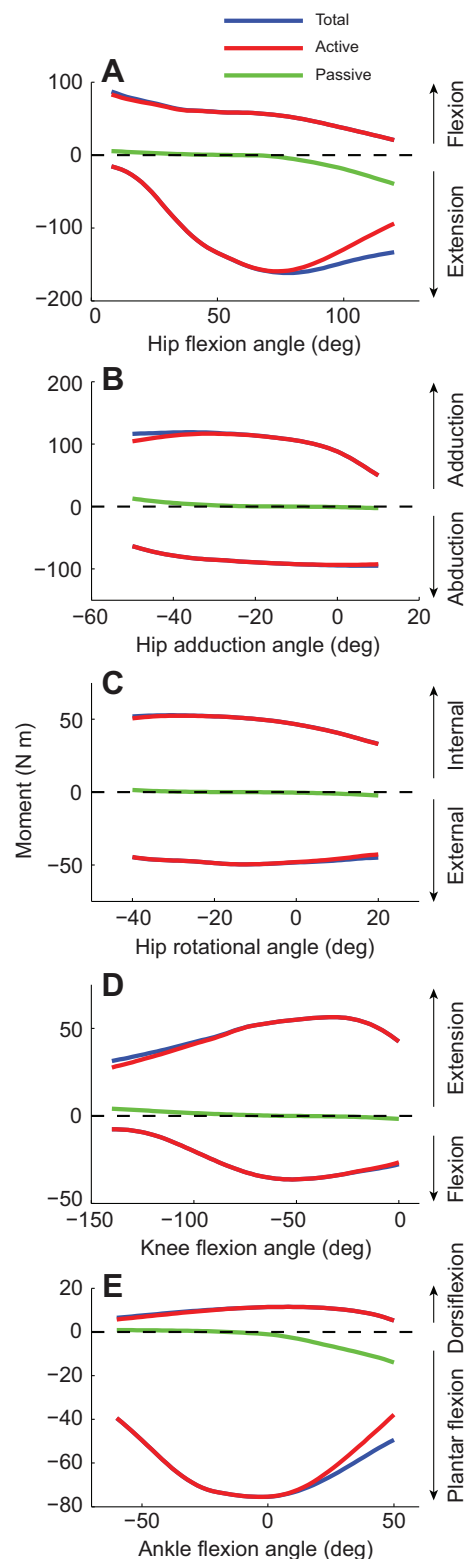 Total
Active
Passive
A
100
0
−100
−200
0
50
100
Hip flexion angle (deg)
Flexion
Extension
B
200
100
0
−100
−60
−40
−20
0
20
Hip adduction angle (deg)
Adduction
Abduction
C
50
0
−50
−40
−20
0
20
Hip rotational angle (deg)
Internal
External
Moment (N m)
D
50
0
−50
−150
−100
−50
0
Knee flexion angle (deg)
Extension
Flexion
E
20
0
−20
−40
−60
−80
−50
0
50
Ankle flexion angle (deg)
Dorsiflexion
Plantar flexion